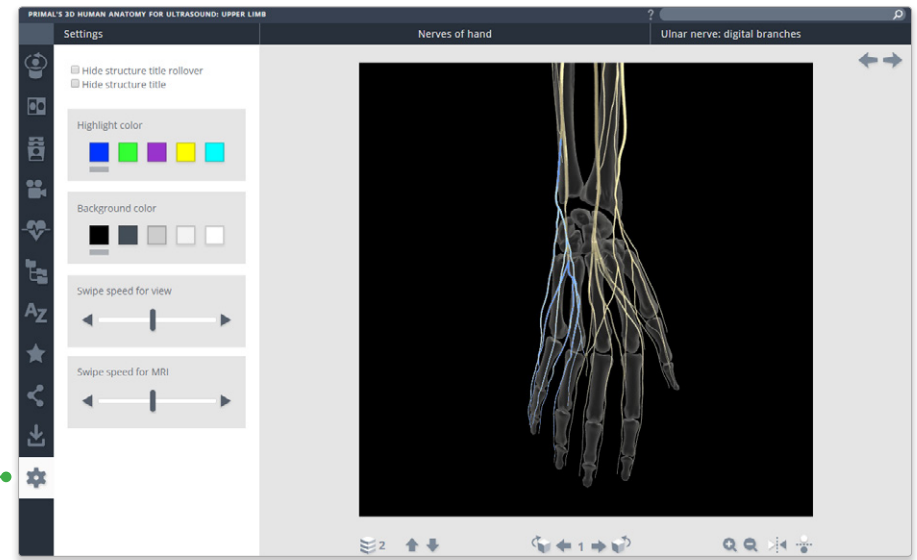 PRIMAL'S 3D HUMAN ANATOMY FOR ULTRASOUND: UPPER LIMB
?
Settings
Nerves of hand
Ulnar nerve: digital branches
Hide structure title rollover
Hide structure title
Highlight color
Background color
Swipe speed for view
AZ
Swipe speed for MRI
2
1